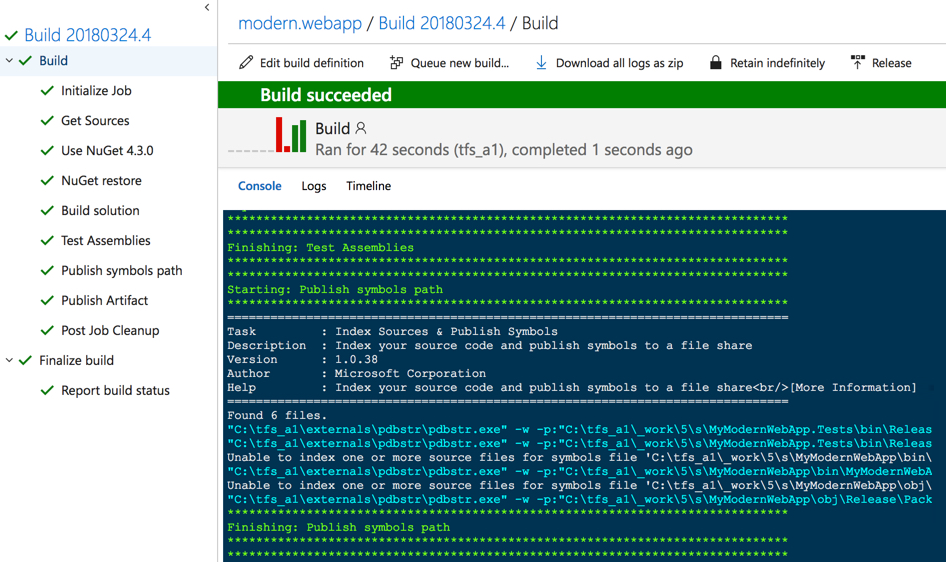 Build 20180324.4
Build
Initialize Job
Get Sources
Use NuGet 4.3.0
NuGet restore
Build solution
Test Assemblies
Publish symbols path
Publish Artifact
Post Job Cleanup
Finalize build
Report build status
modern.webapp / Build 20180324.4 / Build
Edit build definition Queue new build... Download all logs as zip Retain indefinitely Release
Build succeeded
Build
Ran for 42 seconds (tfs_a1), completed 1 seconds ago
Console Logs Timeline
******************************************************************************
******************************************************************************
Finishing: Test Assemblies
******************************************************************************
******************************************************************************
Starting: Publish symbols path
******************************************************************************
==============================================================================
Task : Index Sources & Publish Symbols
Description : Index your source code and publish symbols to a file share
Version : 1.0.38
Author : Microsoft Corporation
Help : Index your source code and publish symbols to a file share<br/>[More Information]
==============================================================================
Found 6 files.
"C:\tfs_a1\externals\pdbstr\pdbstr.exe" -w -p:"C:\tfs_a1\_work\5\s\MyModernWebApp.Tests\bin\Releas
"C:\tfs_a1\externals\pdbstr\pdbstr.exe" -w -p:"C:\tfs_a1\_work\5\s\MyModernWebApp.Tests\obj\Releas
Unable to index one or more source files for symbols file 'C:\tfs_a1\_work\5\s\MyModernWebApp\bin\
"C:\tfs_a1\externals\pdbstr\pdbstr.exe" -w -p:"C:\tfs_a1\_work\5\s\MyModernWebApp\bin\MyModernWebA
Unable to index one or more source files for symbols file 'C:\tfs_a1\_work\5\s\MyModernWebApp\obj\
"C:\tfs_a1\externals\pdbstr\pdbstr.exe" -w -p:"C:\tfs_a1\_work\5\s\MyModernWebApp\obj\Release\Pack
******************************************************************************
Finishing: Publish symbols path
******************************************************************************
******************************************************************************